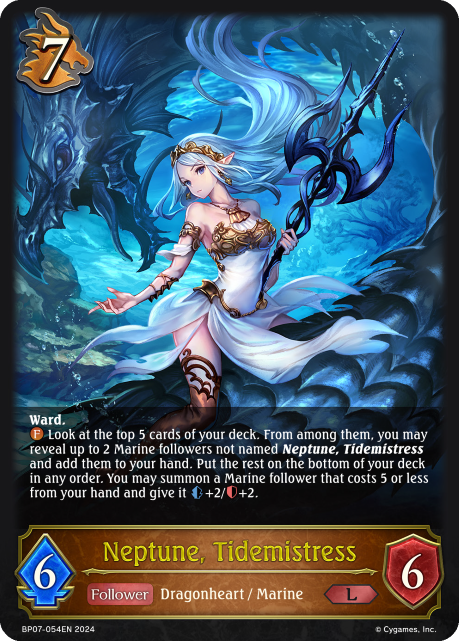 7
Ward.
F Look at the top 5 cards of your deck. From among them, you may
reveal up to 2 Marine followers not named Neptune, Tidemistress
and add them to your hand. Put the rest on the bottom of your deck
in any order. You may summon a Marine follower that costs 5 or less
from your hand and give it +2/+2.
Neptune, Tidemistress
6
Follower Dragonheart / Marine L
6
BP07-054EN 2024 © Cygames, Inc.